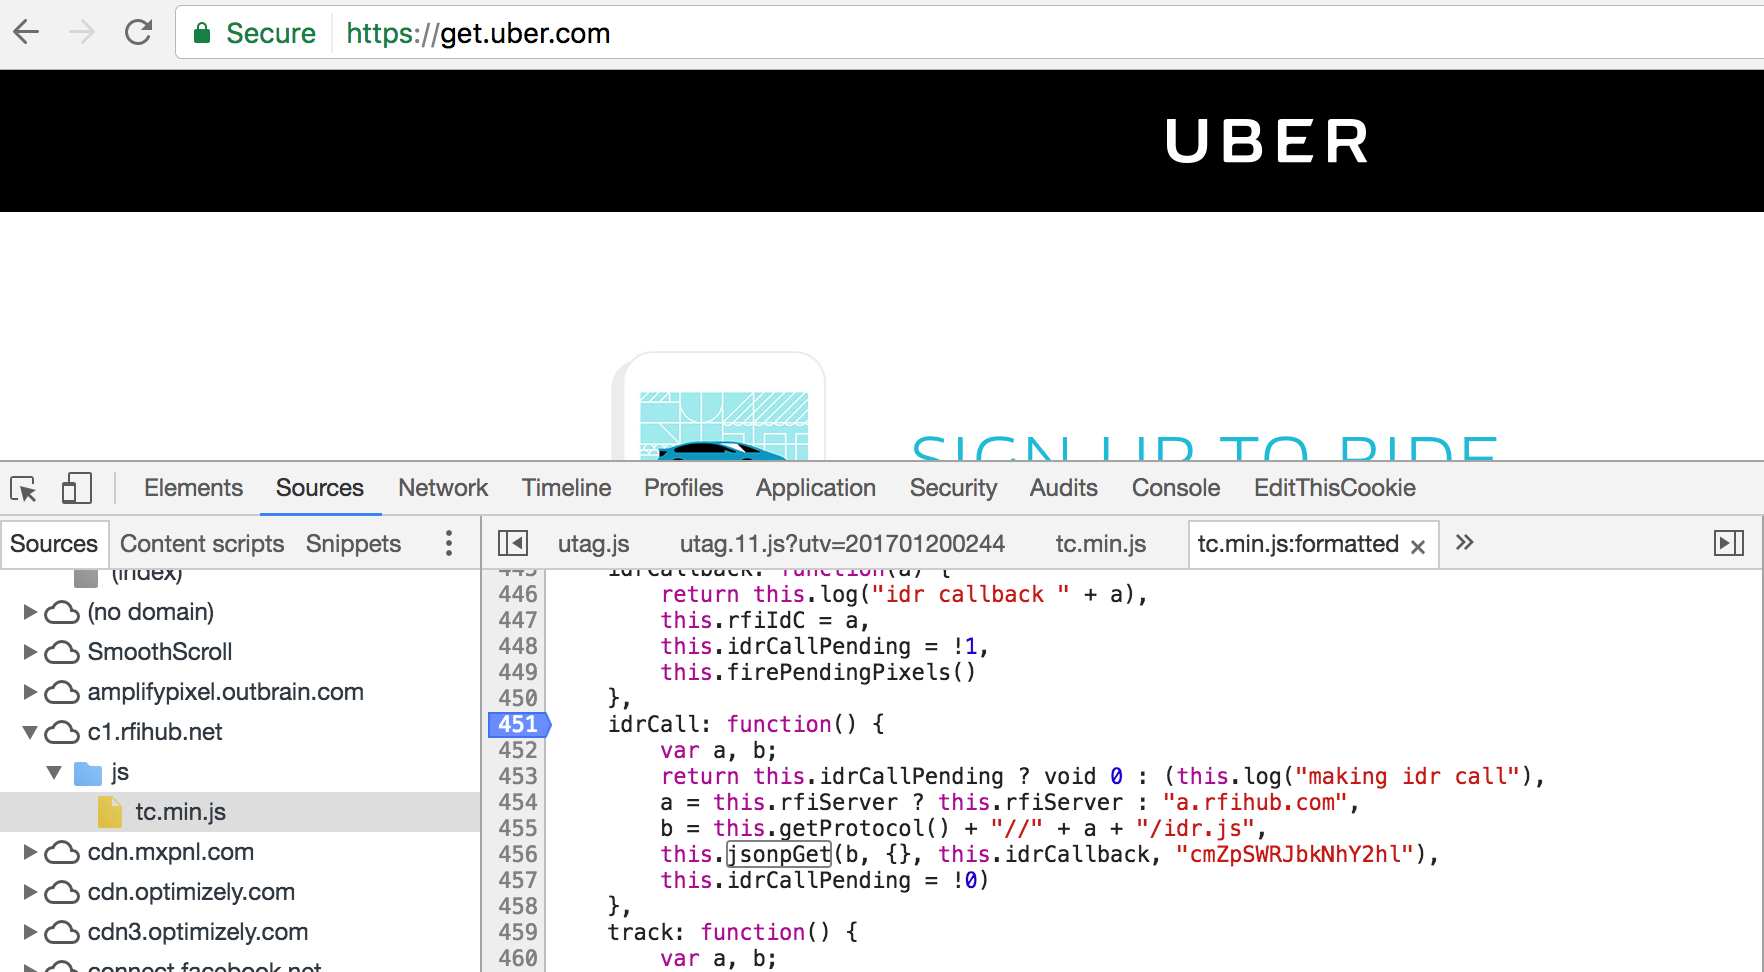 Secure https://get.uber.com
UBER
SIGN UP TO RIDE
Elements Sources Network Timeline Profiles Application Security Audits Console EditThisCookie
Sources Content scripts Snippets
utag.js utag.11.js?utv=201701200244 tc.min.js tc.min.js:formatted × »
(index)
(no domain)
SmoothScroll
amplifypixel.outbrain.com
c1.rfihub.net
js
tc.min.js
cdn.mxpnl.com
cdn.optimizely.com
cdn3.optimizely.com
connect.facebook.net
445 idrCallback: function(a) {
446 return this.log("idr callback " + a),
447 this.rfiIdC = a,
448 this.idrCallPending = !1,
449 this.firePendingPixels()
450 },
451 idrCall: function() {
452 var a, b;
453 return this.idrCallPending ? void 0 : (this.log("making idr call"),
454 a = this.rfiServer ? this.rfiServer : "a.rfihub.com",
455 b = this.getProtocol() + "//" + a + "/idr.js",
456 this.jsonpGet(b, {}, this.idrCallback, "cmZpSWRJbkNhY2hl"),
457 this.idrCallPending = !0)
458 },
459 track: function() {
460 var a, b;